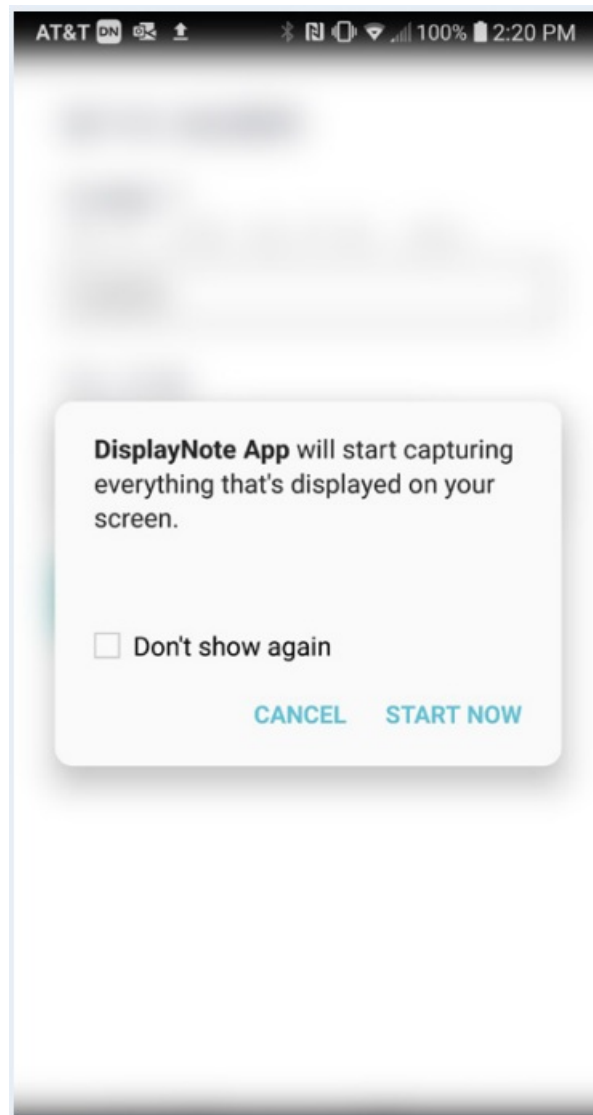 AT&T DN 100% 2:20 PM
DisplayNote App will start capturing
everything that's displayed on your
screen.
Don't show again
CANCEL START NOW